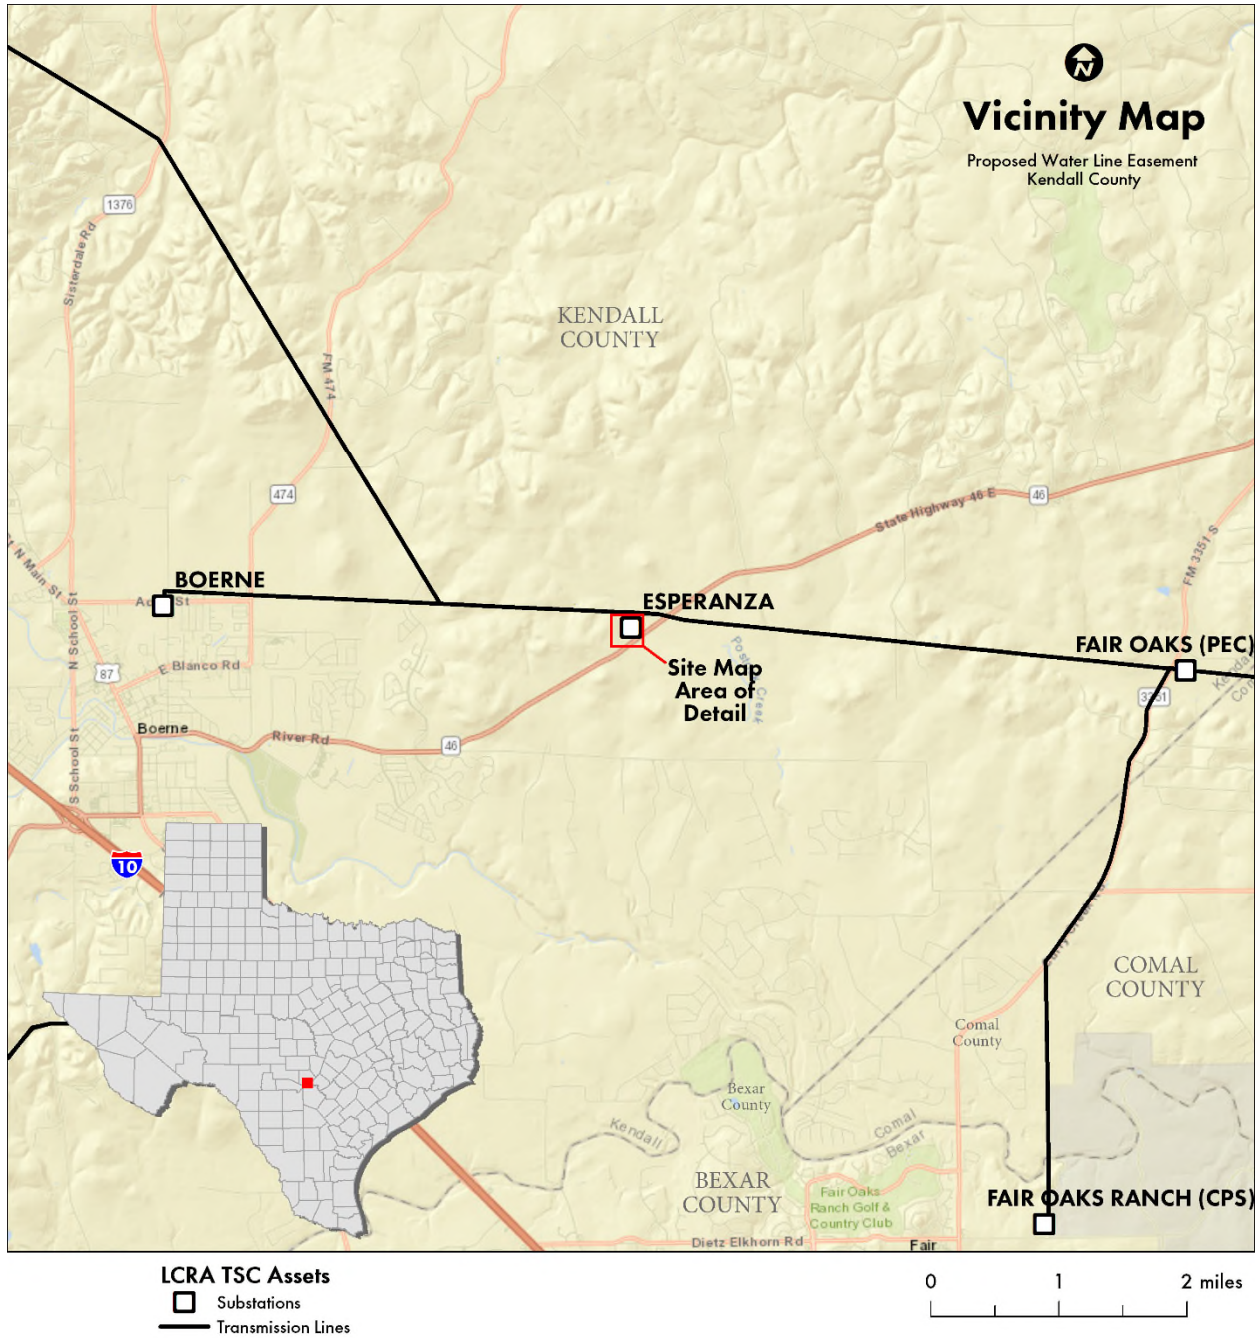 N
Vicinity Map
Proposed Water Line Easement
Kendall County
1376
Sisterdale Rd
KENDALL
COUNTY
FM 474
474
46
State Highway 46 E
FM 3351 S
N Main St
BOERNE
N School St
ESPERANZA
E Blanco Rd
87
Site Map
Area of
Detail
FAIR OAKS (PEC)
3351
Boerne
River Rd
46
S School St
10
COMAL
COUNTY
Comal
County
Bexar
County
Kendall
Comal
Bexar
BEXAR
COUNTY
Fair Oaks
Ranch Golf &
Country Club
FAIR OAKS RANCH (CPS)
Dietz Elkhorn Rd
Fair
LCRA TSC Assets
Substations
Transmission Lines
0 1 2 miles